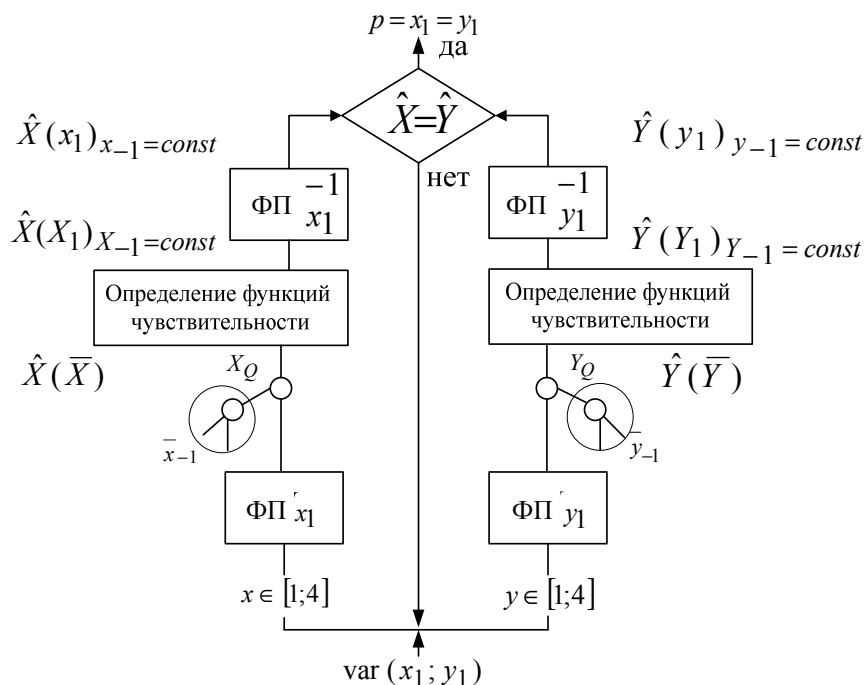 p = x₁ = y₁
да
X̂=Ŷ
X̂(x₁)ₓ₋₁₌const
Ŷ(y₁) y₋₁ = const
нет
ФП x₁⁻¹
ФП y₁⁻¹
X̂(X₁) X₋₁=const
Ŷ(Y₁) Y₋₁ = const
Определение функций
чувствительности
Определение функций
чувствительности
X̂(X̅)
X_Q
Y_Q
Ŷ(Y̅)
x̅₋₁
y̅₋₁
ФП x₁
ФП y₁
x ∈ [1;4]
y ∈ [1;4]
var (x₁; y₁)